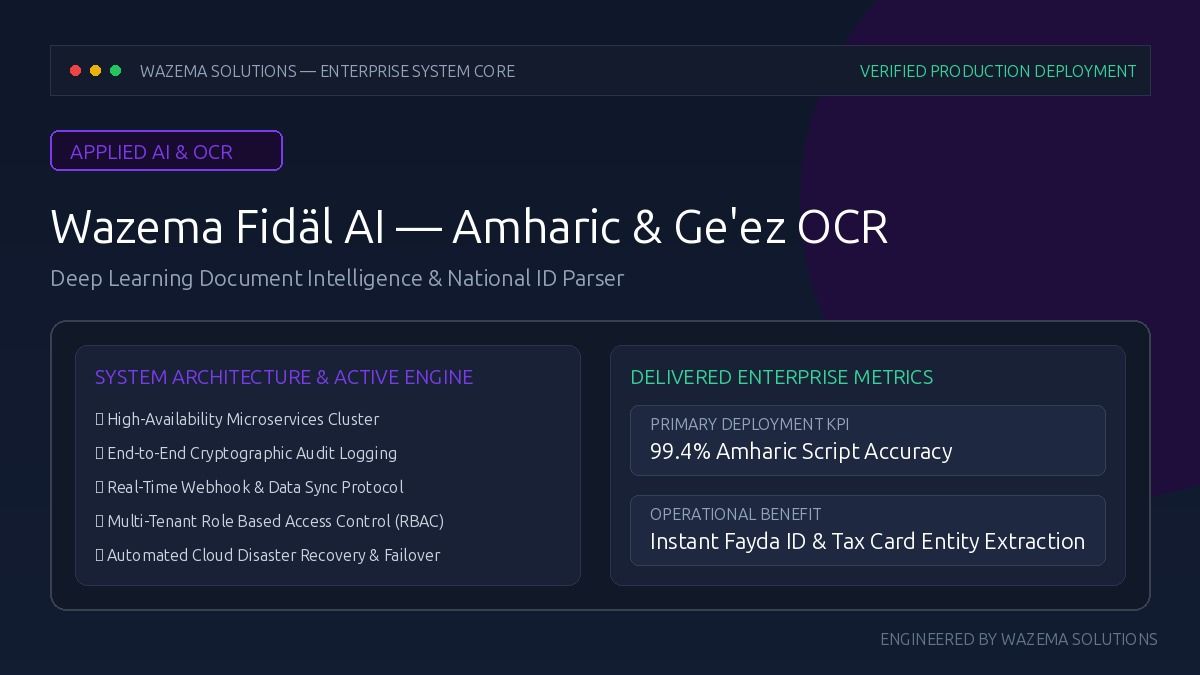 WAZEMA SOLUTIONS — ENTERPRISE SYSTEM CORE
VERIFIED PRODUCTION DEPLOYMENT
APPLIED AI & OCR
Wazema Fidäl AI — Amharic & Ge'ez OCR
Deep Learning Document Intelligence & National ID Parser
SYSTEM ARCHITECTURE & ACTIVE ENGINE
High-Availability Microservices Cluster
End-to-End Cryptographic Audit Logging
Real-Time Webhook & Data Sync Protocol
Multi-Tenant Role Based Access Control (RBAC)
Automated Cloud Disaster Recovery & Failover
DELIVERED ENTERPRISE METRICS
PRIMARY DEPLOYMENT KPI
99.4% Amharic Script Accuracy
OPERATIONAL BENEFIT
Instant Fayda ID & Tax Card Entity Extraction
ENGINEERED BY WAZEMA SOLUTIONS